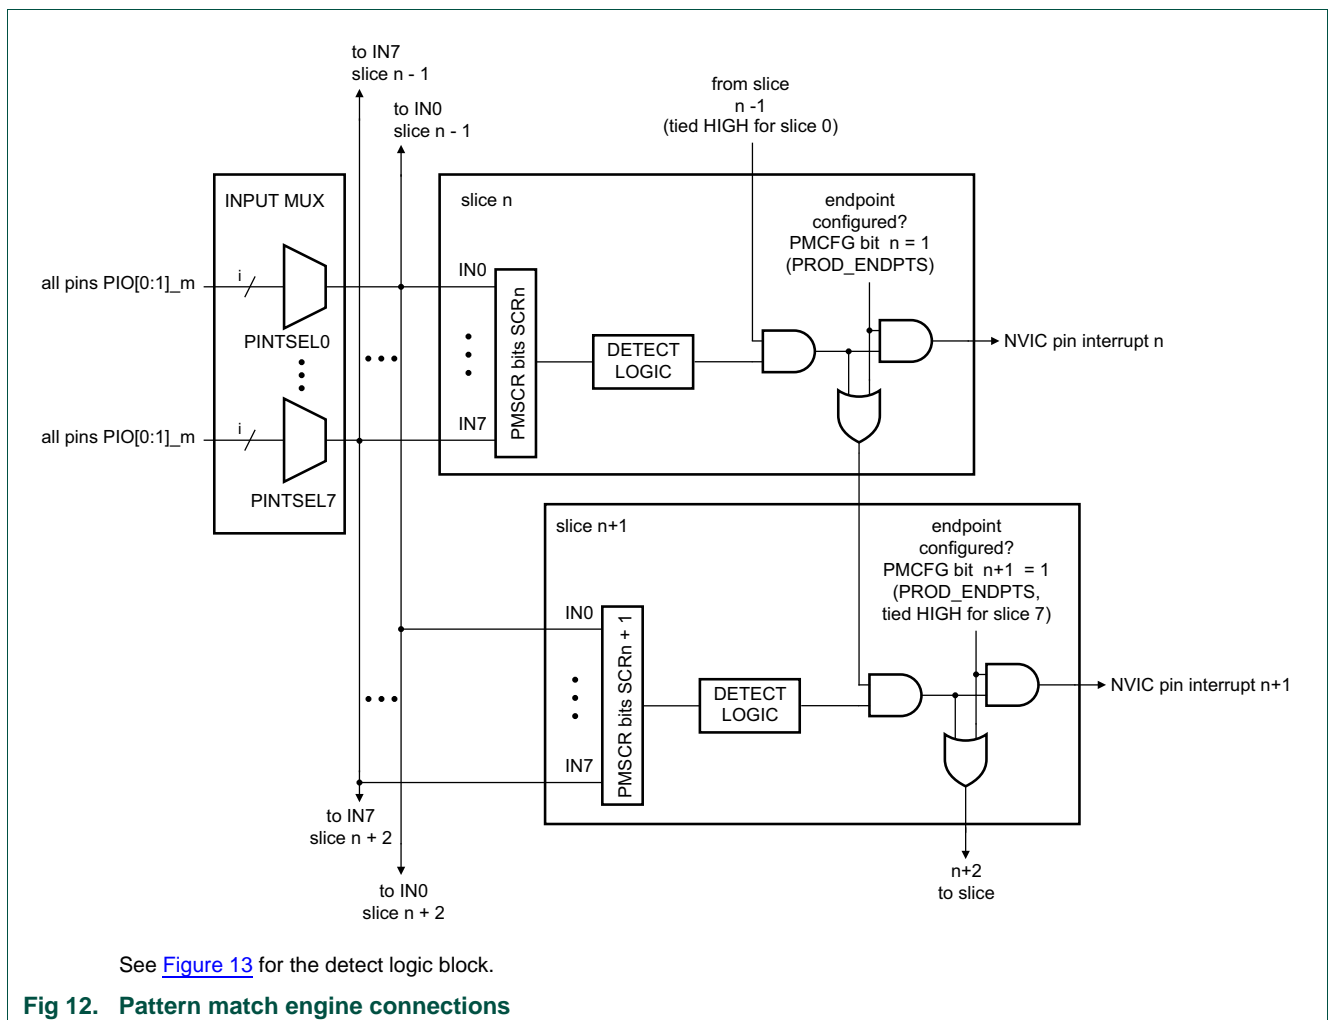 to IN7
slice n - 1
to IN0
slice n - 1
from slice
n -1
(tied HIGH for slice 0)
INPUT MUX
slice n
endpoint
configured?
PMCFG bit n = 1
(PROD_ENDPTS)
all pins PIO[0:1]_m
i
IN0
PINTSEL0
PMSCR bits SCRn
DETECT
LOGIC
NVIC pin interrupt n
IN7
all pins PIO[0:1]_m
i
PINTSEL7
slice n+1
endpoint
configured?
PMCFG bit n+1 = 1
(PROD_ENDPTS,
tied HIGH for slice 7)
IN0
PMSCR bits SCRn + 1
DETECT
LOGIC
NVIC pin interrupt n+1
IN7
to IN7
slice n + 2
to IN0
slice n + 2
n+2
to slice
See Figure 13 for the detect logic block.
Fig 12. Pattern match engine connections